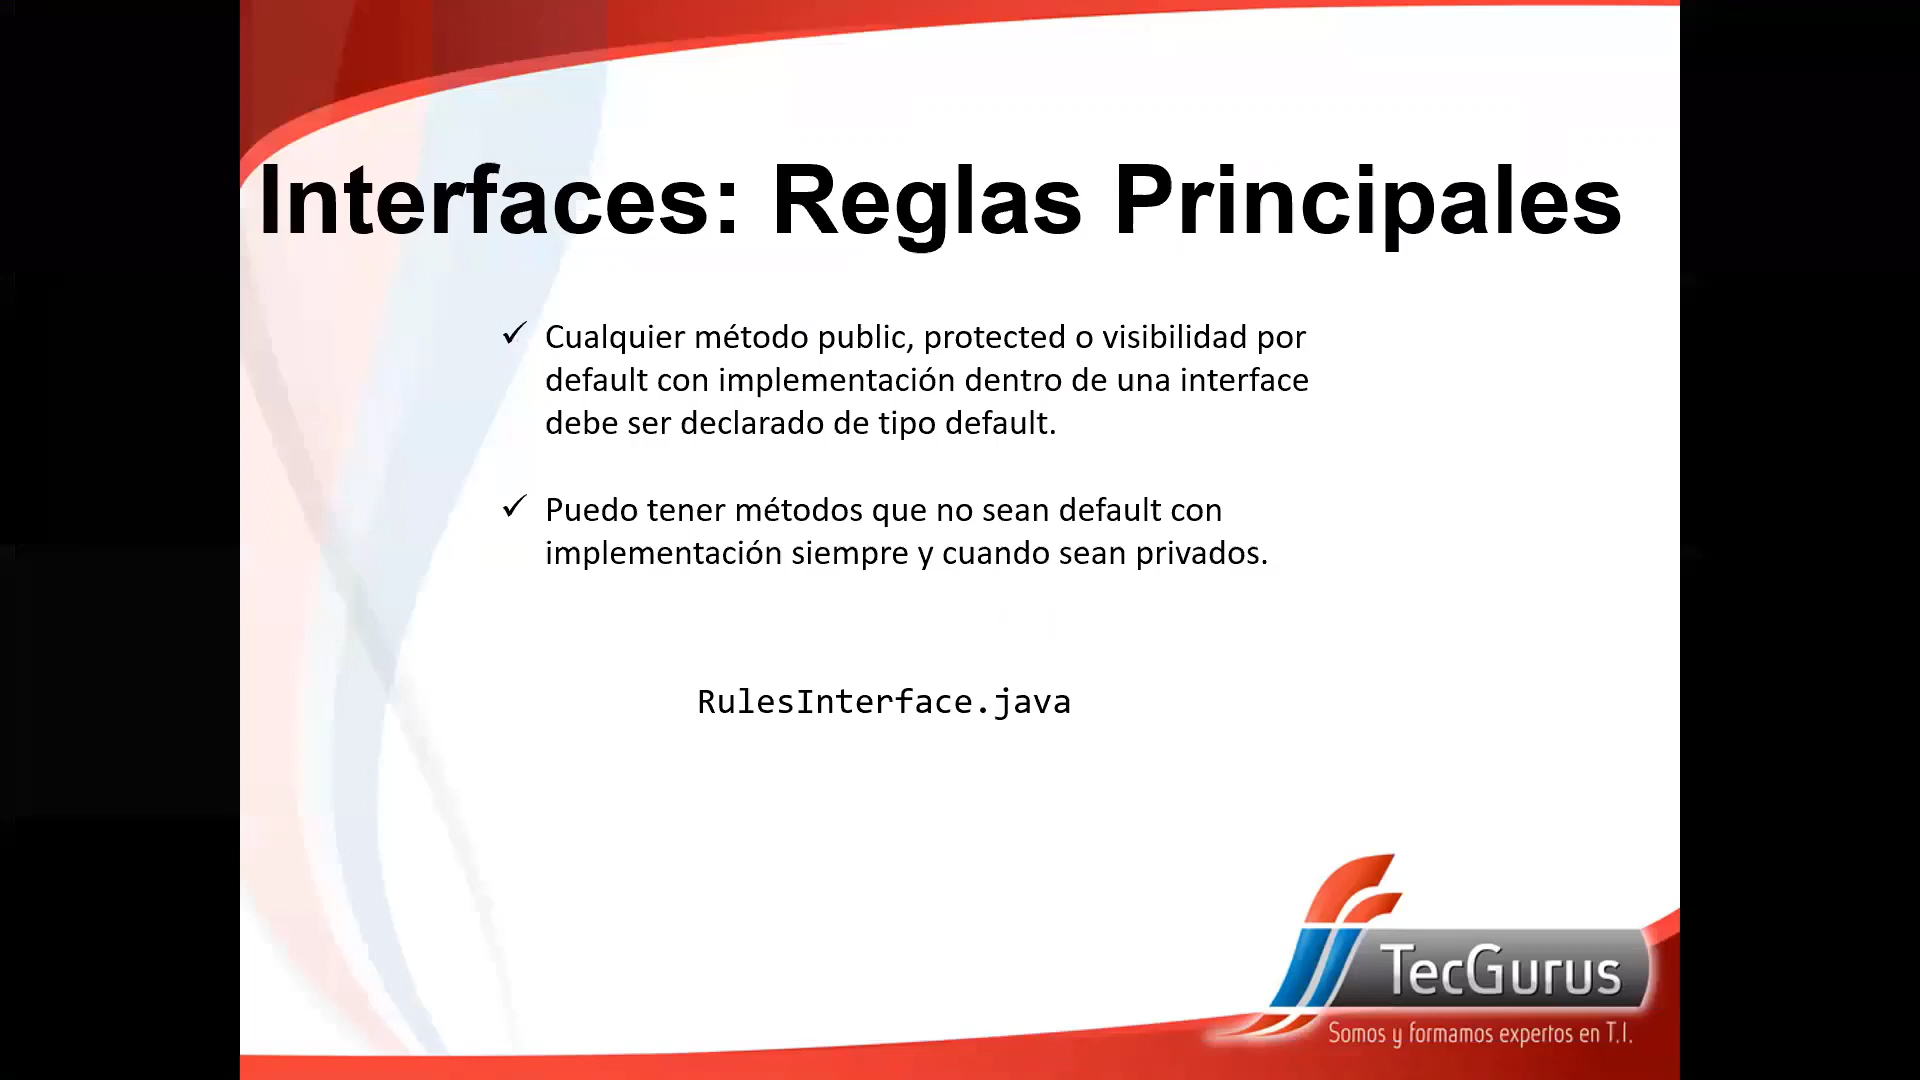 Interfaces: Reglas Principales
✓ Cualquier método public, protected o visibilidad por
default con implementación dentro de una interface
debe ser declarado de tipo default.
✓ Puedo tener métodos que no sean default con
implementación siempre y cuando sean privados.
RulesInterface.java
TecGurus
Somos y formamos expertos en T.I.